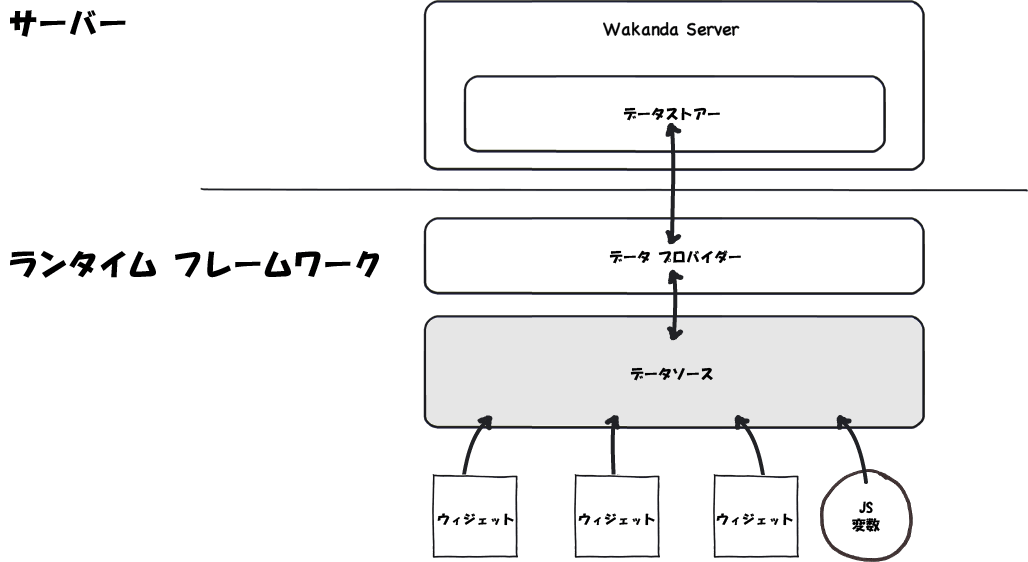 サーバー
Wakanda Server
データストアー
データ プロバイダー
ランタイム フレームワーク
データソース
ウィジェット
ウィジェット
ウィジェット
JS
変数